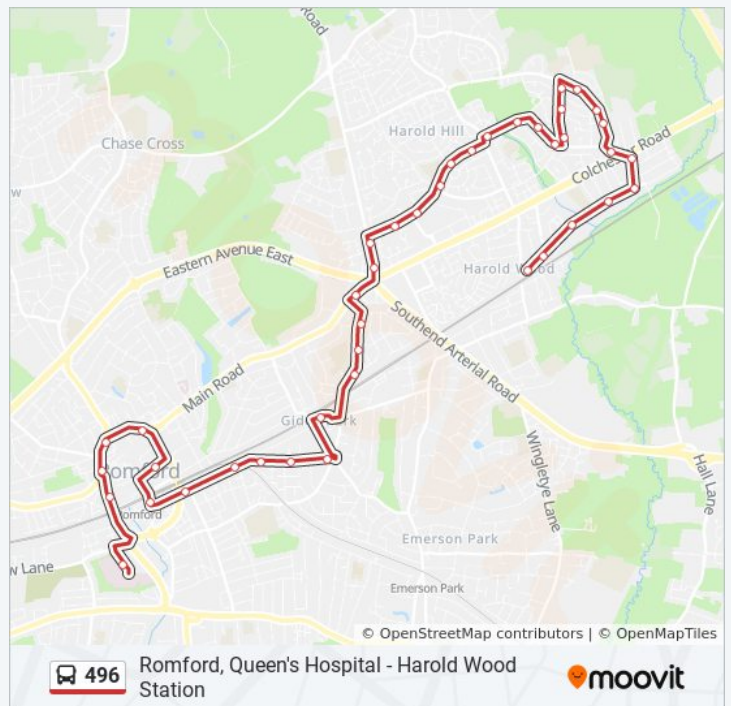 Road
Chase Cross
Harold Hill
Colchester Road
w
Eastern Avenue East
Harold Wood
Southend Arterial Road
Main Road
Gidea Park
Romford
Wingletye Lane
Hall Lane
Romford
Emerson Park
w Lane
Emerson Park
© OpenStreetMap contributors | © OpenMapTiles
496
Romford, Queen's Hospital - Harold Wood
Station
moovit